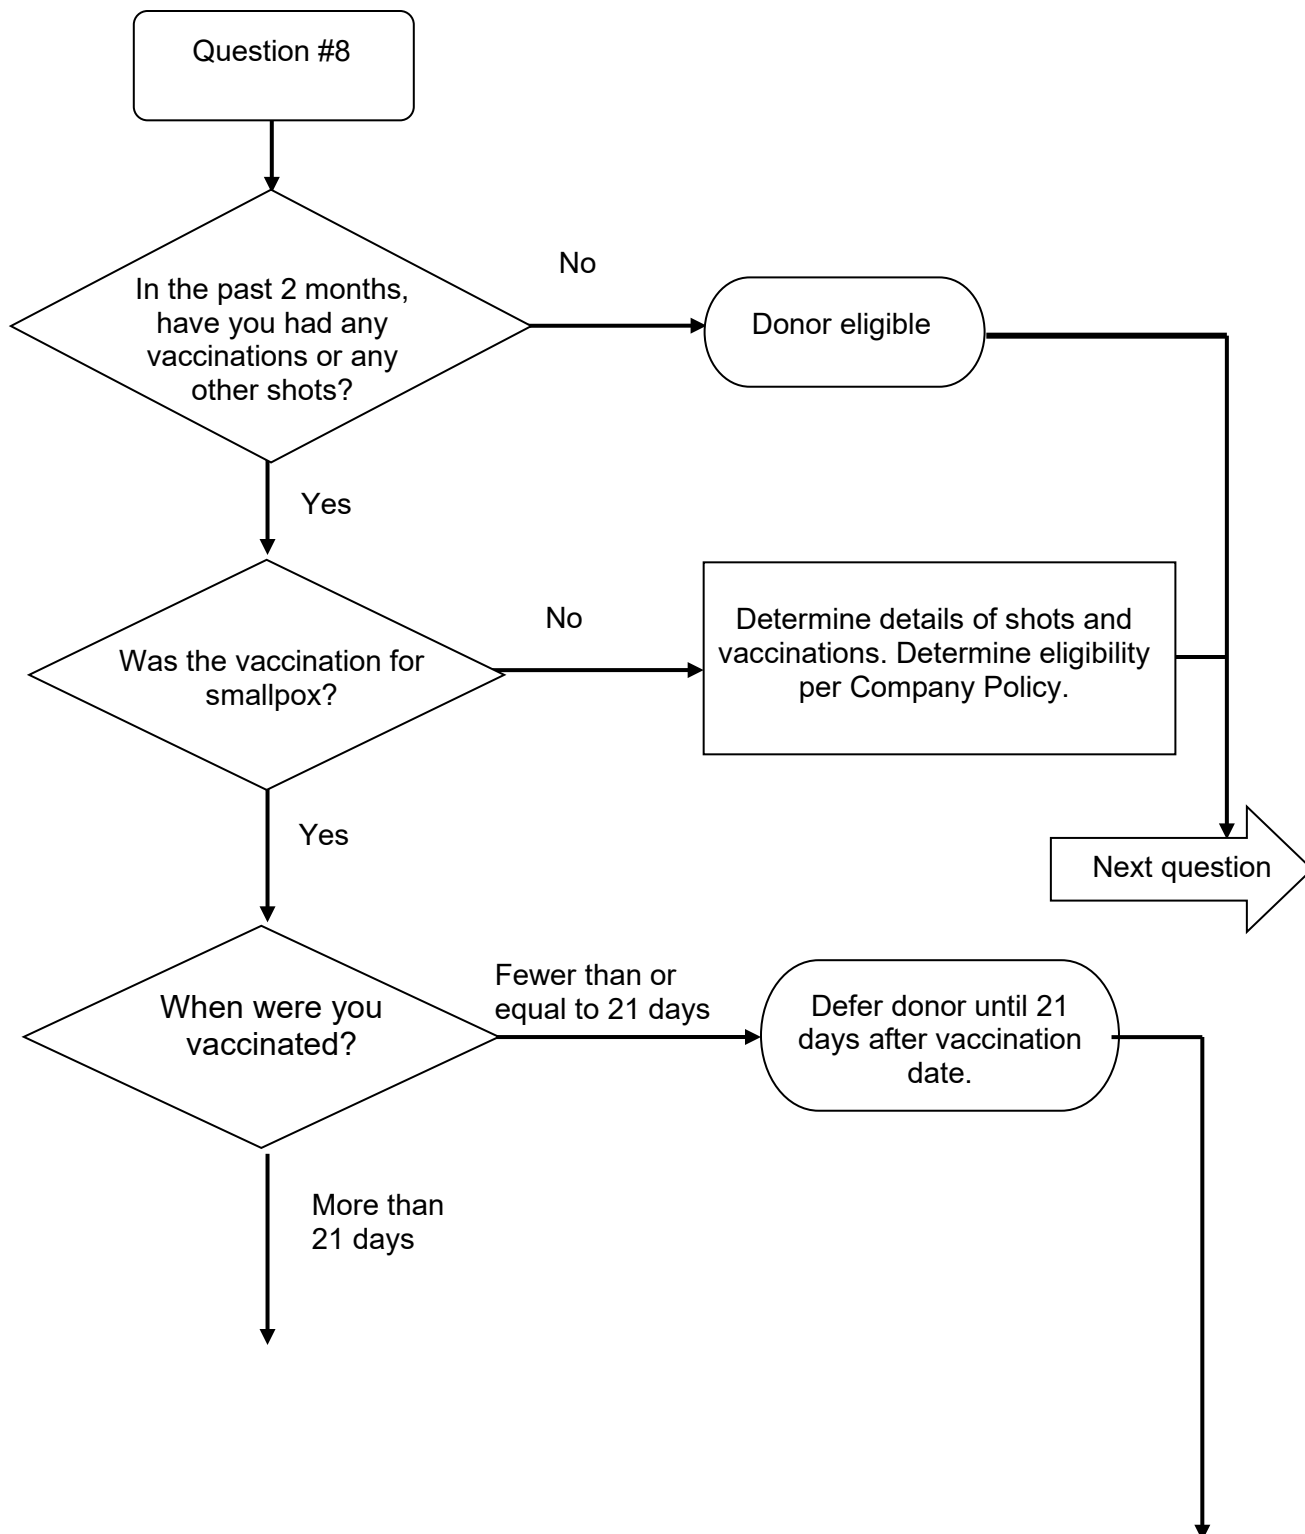 Question #8
In the past 2 months,
have you had any
vaccinations or any
other shots?
No
Donor eligible
Yes
Was the vaccination for
smallpox?
No
Determine details of shots and
vaccinations. Determine eligibility
per Company Policy.
Yes
Next question
When were you
vaccinated?
Fewer than or
equal to 21 days
Defer donor until 21
days after vaccination
date.
More than
21 days